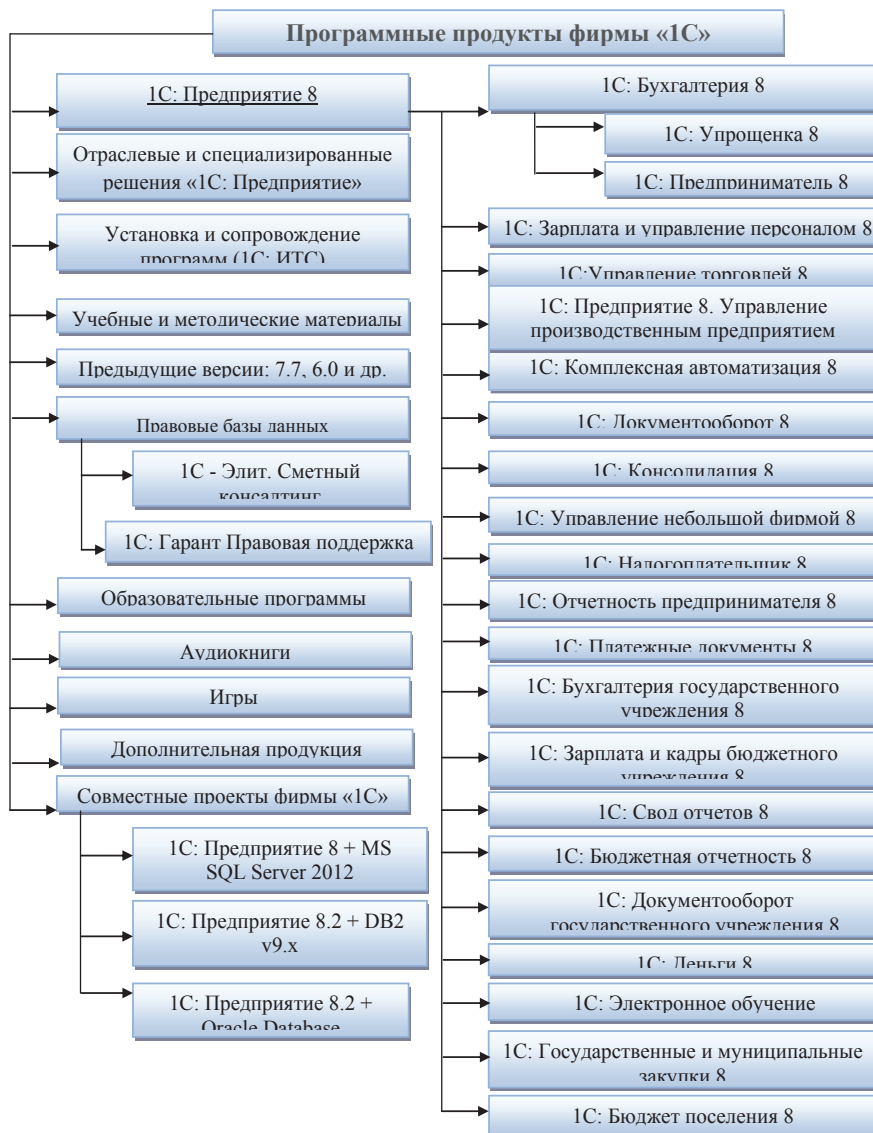 Программные продукты фирмы «1С»
1С: Предприятие 8
Отраслевые и специализированные
решения «1С: Предприятие»
Установка и сопровождение
программ (1С: ИТС)
Учебные и методические материалы
Предыдущие версии: 7.7, 6.0 и др.
Правовые базы данных
1С - Элит. Сметный
консалтинг
1С: Гарант Правовая поддержка
Образовательные программы
Аудиокниги
Игры
Дополнительная продукция
Совместные проекты фирмы «1С»
1С: Предприятие 8 + MS
SQL Server 2012
1С: Предприятие 8.2 + DB2
v9.x
1С: Предприятие 8.2 +
Oracle Database
1С: Бухгалтерия 8
1С: Упрощенка 8
1С: Предприниматель 8
1С: Зарплата и управление персоналом 8
1С:Управление торговлей 8
1С: Предприятие 8. Управление
производственным предприятием
1С: Комплексная автоматизация 8
1С: Документооборот 8
1С: Консолидация 8
1С: Управление небольшой фирмой 8
1С: Налогоплательщик 8
1С: Отчетность предпринимателя 8
1С: Платежные документы 8
1С: Бухгалтерия государственного
учреждения 8
1С: Зарплата и кадры бюджетного
учреждения 8
1С: Свод отчетов 8
1С: Бюджетная отчетность 8
1С: Документооборот
государственного учреждения 8
1С: Деньги 8
1С: Электронное обучение
1С: Государственные и муниципальные
закупки 8
1С: Бюджет поселения 8